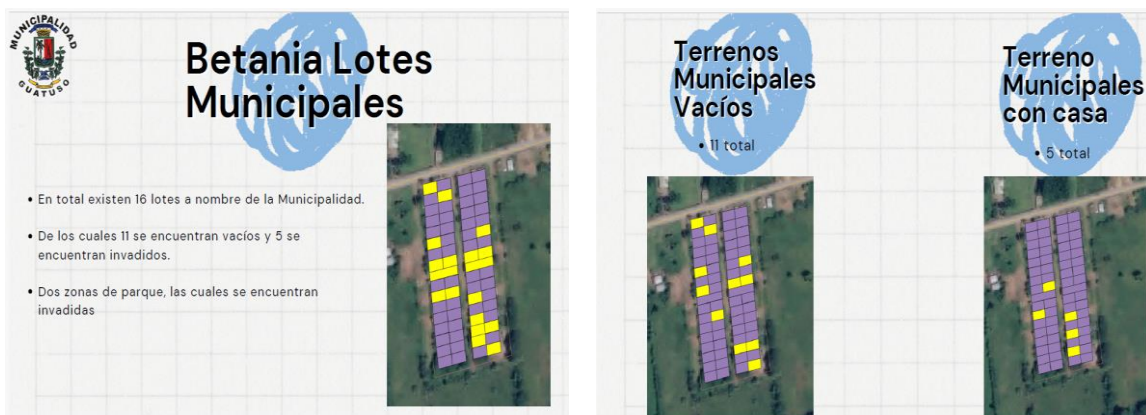 MUNICIPALIDAD
GUATUSO
Betania Lotes
Municipales
• En total existen 16 lotes a nombre de la Municipalidad.
• De los cuales 11 se encuentran vacíos y 5 se
encuentran invadidos.
• Dos zonas de parque, las cuales se encuentran
invadidas
Terrenos
Municipales
Vacíos
• 11 total
Terreno
Municipales
con casa
• 5 total